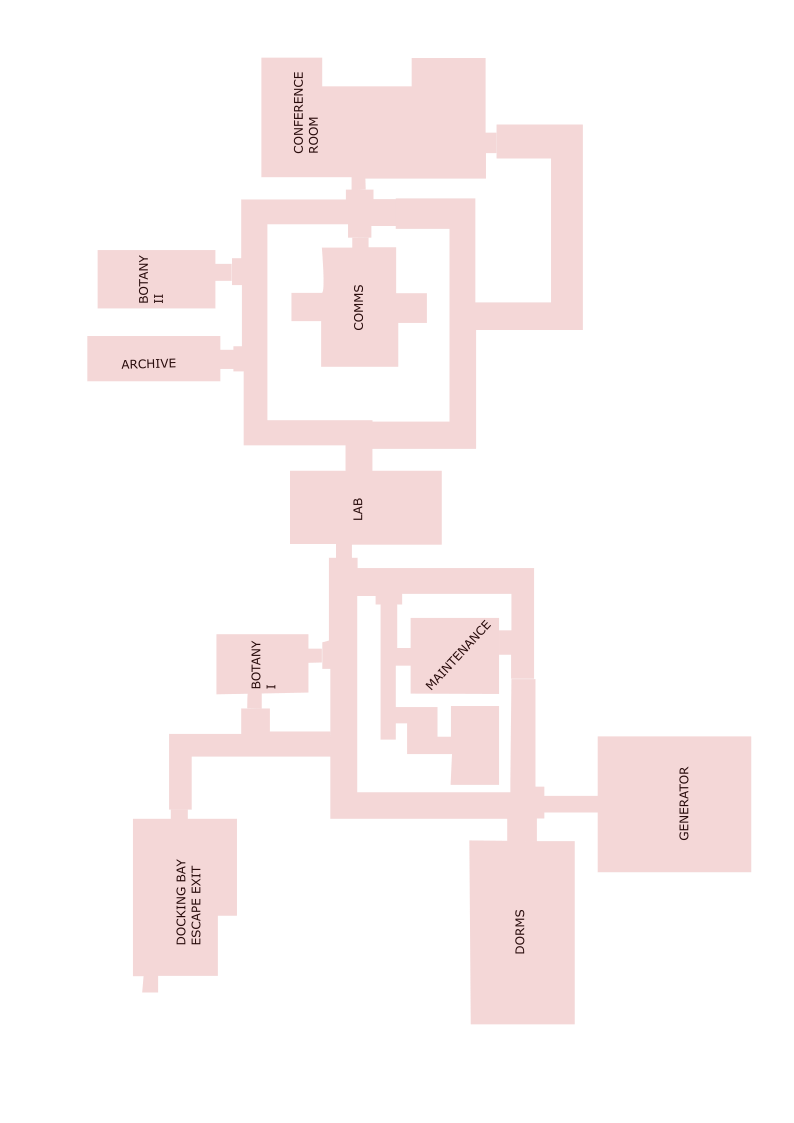 CONFERENCE
ROOM
BOTANY
II
COMMS
ARCHIVE
LAB
MAINTENANCE
BOTANY
I
GENERATOR
DOCKING BAY
ESCAPE EXIT
DORMS